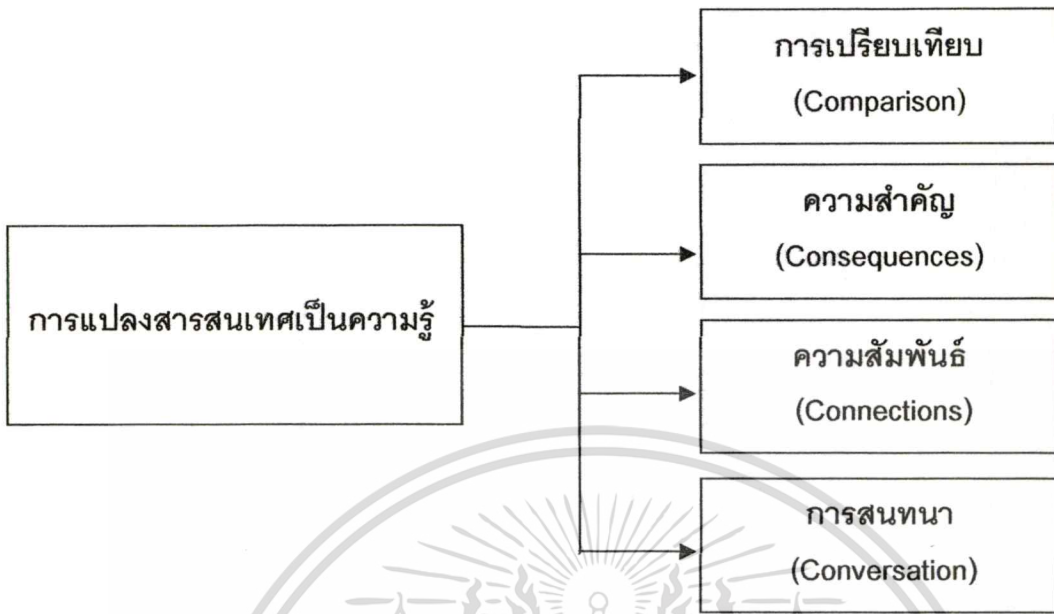 การแปลงสารสนเทศเป็นความรู้
การเปรียบเทียบ
(Comparison)
ความสำคัญ
(Consequences)
ความสัมพันธ์
(Connections)
การสนทนา
(Conversation)